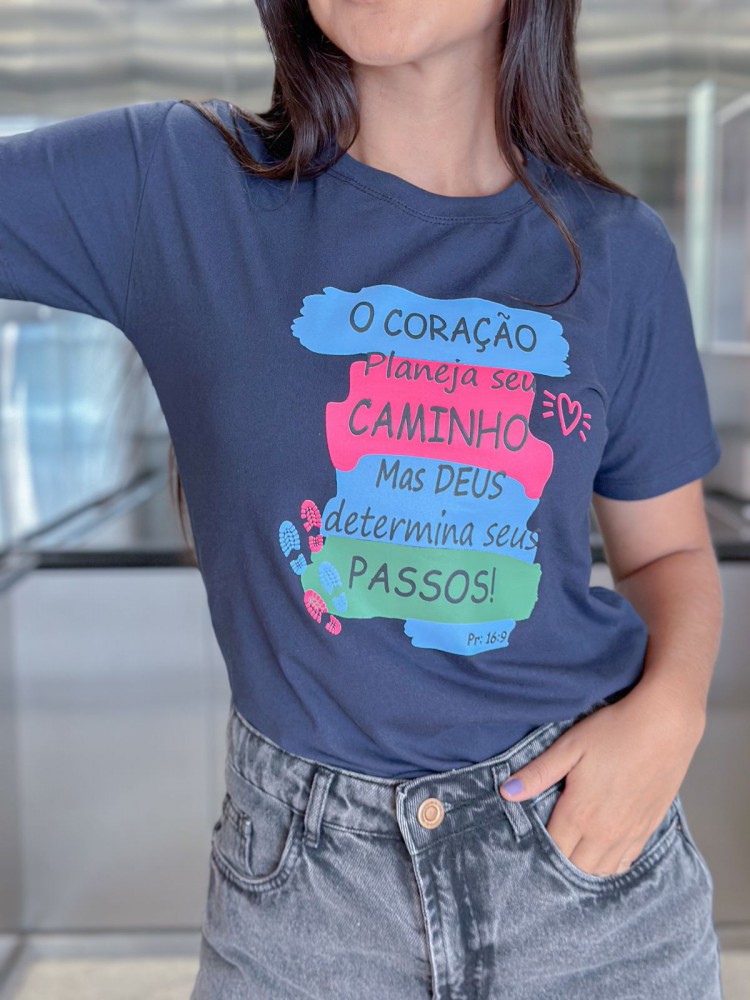 O CORAÇÃO
Planeja seu
CAMINHO
Mas DEUS
determina seus
PASSOS!
Pr: 16:9